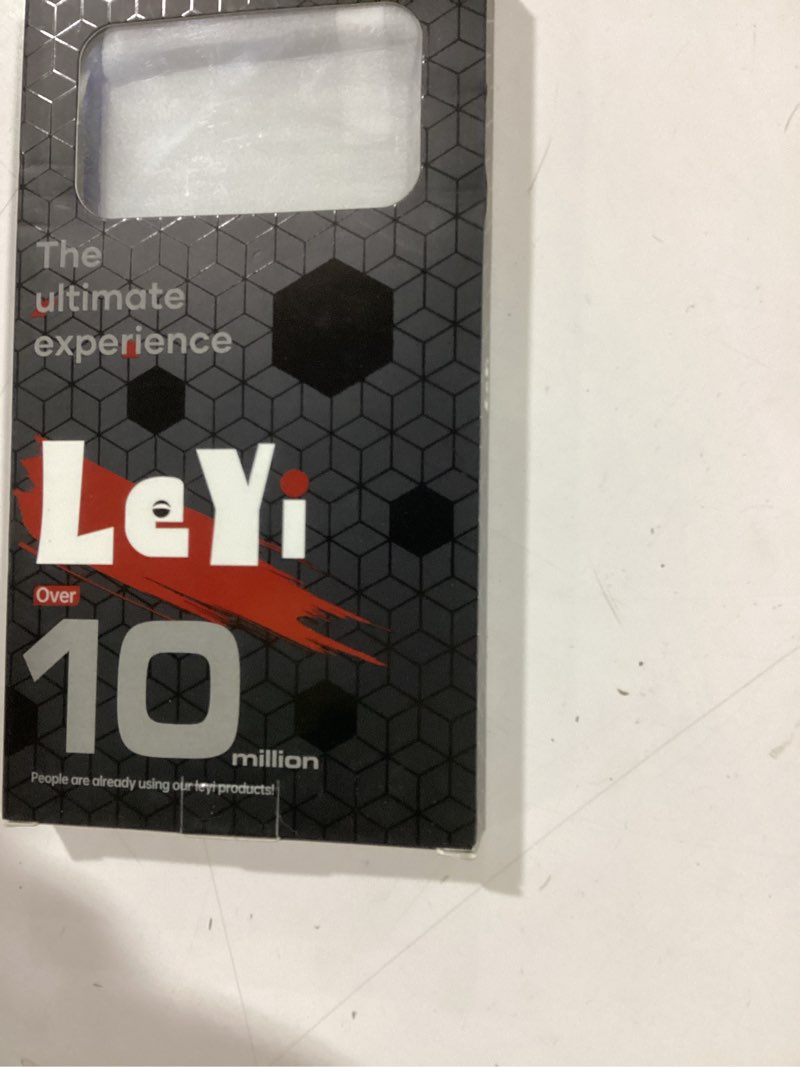 The
ultimate
experience
LeYi
Over
10
million
People are already using our leyi products!